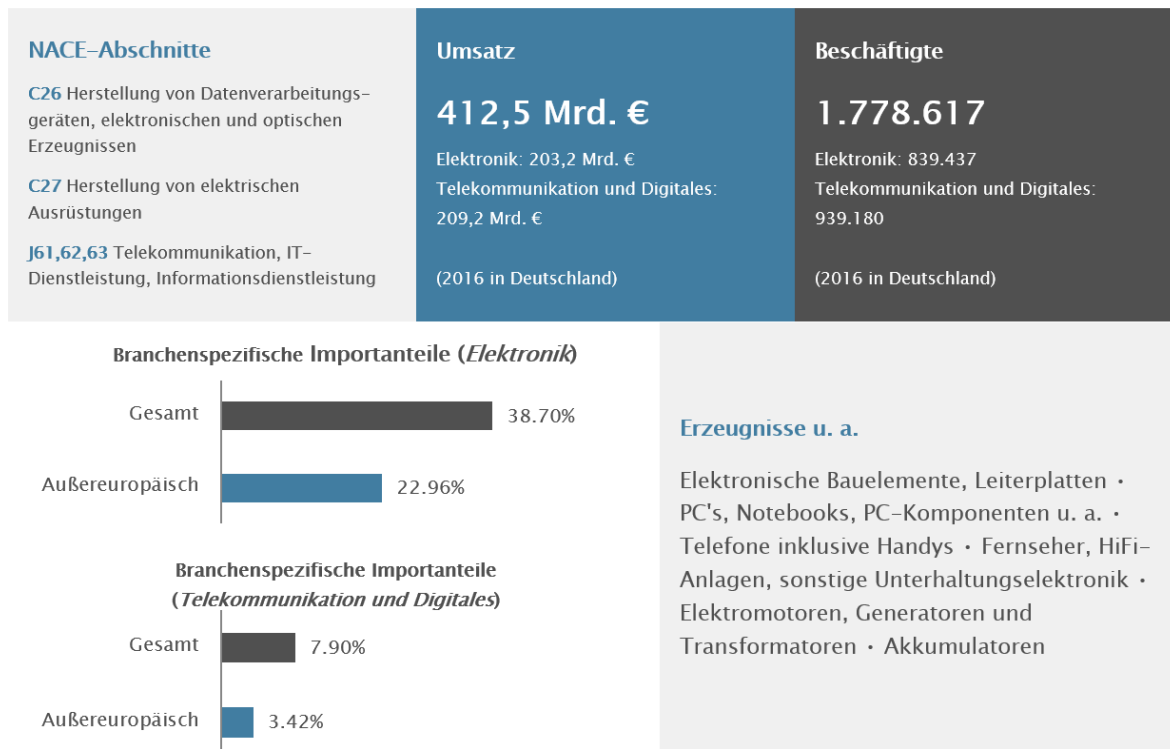 NACE–Abschnitte
C26 Herstellung von Datenverarbeitungs–
geräten, elektronischen und optischen
Erzeugnissen
C27 Herstellung von elektrischen
Ausrüstungen
J61,62,63 Telekommunikation, IT–
Dienstleistung, Informationsdienstleistung
Umsatz
412,5 Mrd. €
Elektronik: 203,2 Mrd. €
Telekommunikation und Digitales:
209,2 Mrd. €
(2016 in Deutschland)
Beschäftigte
1.778.617
Elektronik: 839.437
Telekommunikation und Digitales:
939.180
(2016 in Deutschland)
Branchenspezifische Importanteile (Elektronik)
Gesamt 38.70%
Außereuropäisch 22.96%
Branchenspezifische Importanteile
(Telekommunikation und Digitales)
Gesamt 7.90%
Außereuropäisch 3.42%
Erzeugnisse u. a.
Elektronische Bauelemente, Leiterplatten •
PC's, Notebooks, PC–Komponenten u. a. •
Telefone inklusive Handys • Fernseher, HiFi–
Anlagen, sonstige Unterhaltungselektronik •
Elektromotoren, Generatoren und
Transformatoren • Akkumulatoren